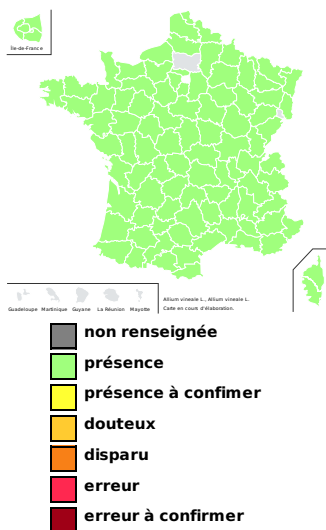 Île-de-France
Guadeloupe Martinique Guyane La Réunion Mayotte
Allium vineale L., Allium vineale L.
Carte en cours d'élaboration.
non renseignée
présence
présence à confimer
douteux
disparu
erreur
erreur à confirmer